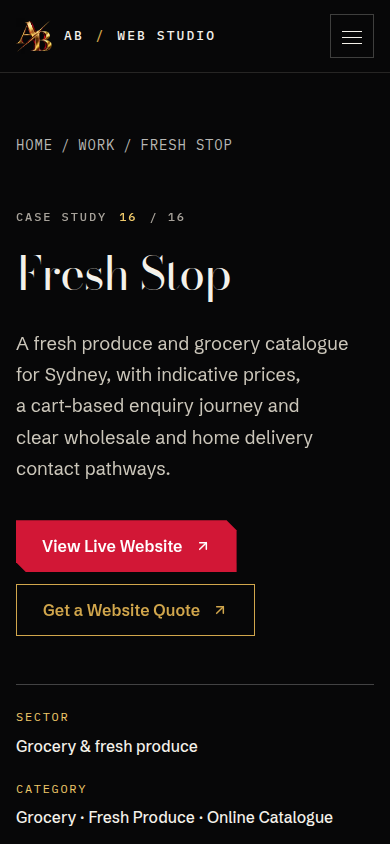 AB AB / WEB STUDIO
HOME / WORK / FRESH STOP
CASE STUDY 16 / 16
Fresh Stop
A fresh produce and grocery catalogue
for Sydney, with indicative prices,
a cart-based enquiry journey and
clear wholesale and home delivery
contact pathways.
View Live Website
Get a Website Quote
SECTOR
Grocery & fresh produce
CATEGORY
Grocery · Fresh Produce · Online Catalogue